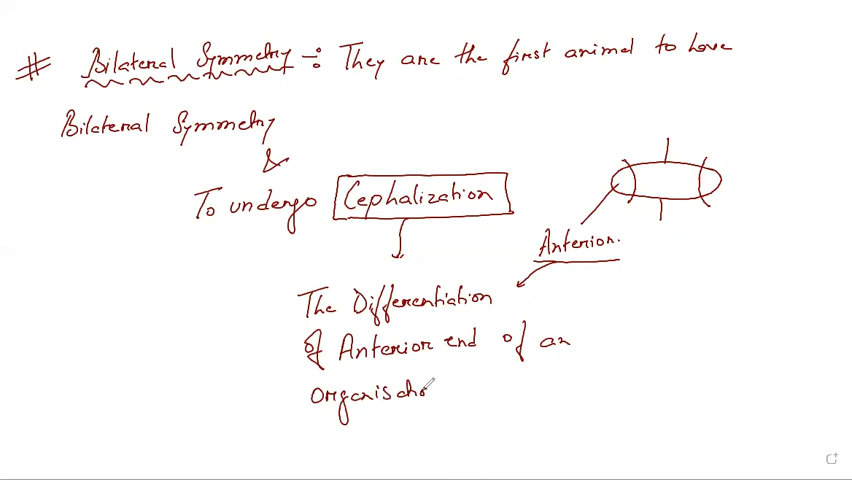 # Bilateral Symmetry -: They are the first animal to have
Bilateral Symmetry
&
To undergo Cephalization
Anterior.
The Differentiation
of Anterior end of an